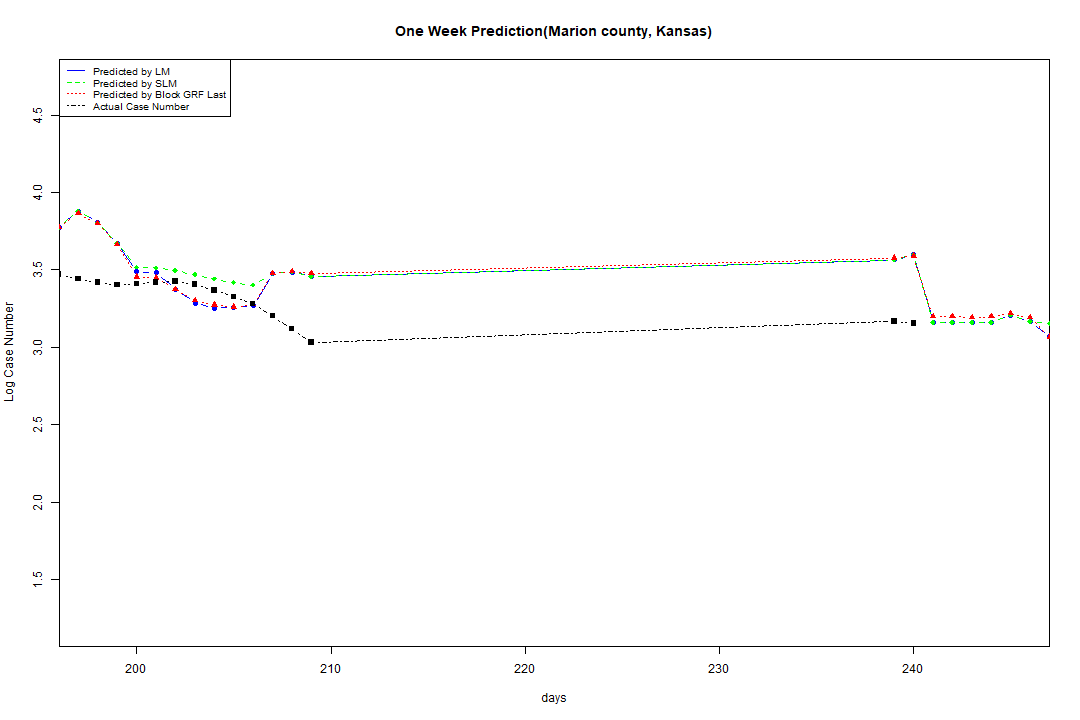 One Week Prediction(Marion county, Kansas)
Predicted by LM
Predicted by SLM
Predicted by Block GRF Last
Actual Case Number
4.5
4.0
3.5
3.0
2.5
2.0
1.5
Log Case Number
200 210 220 230 240
days